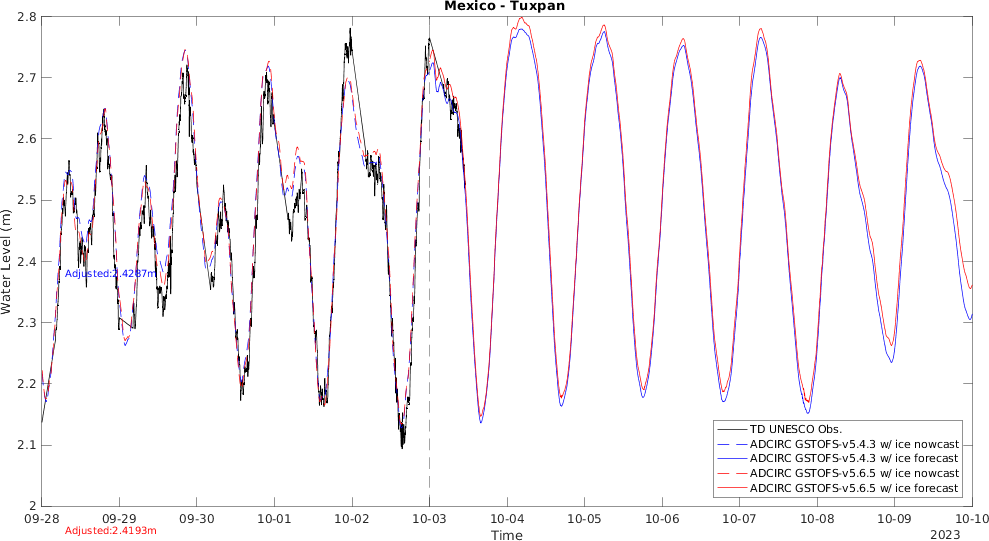 Mexico - Tuxpan
2.8
2.7
2.6
2.5
2.4
2.3
2.2
2.1
2
Water Level (m)
Adjusted:2.4287m
TD UNESCO Obs.
ADCIRC GSTOFS-v5.4.3 w/ ice nowcast
ADCIRC GSTOFS-v5.4.3 w/ ice forecast
ADCIRC GSTOFS-v5.6.5 w/ ice nowcast
ADCIRC GSTOFS-v5.6.5 w/ ice forecast
09-28 09-29 09-30 10-01 10-02 10-03 10-04 10-05 10-06 10-07 10-08 10-09 10-10
Adjusted:2.4193m
Time
2023